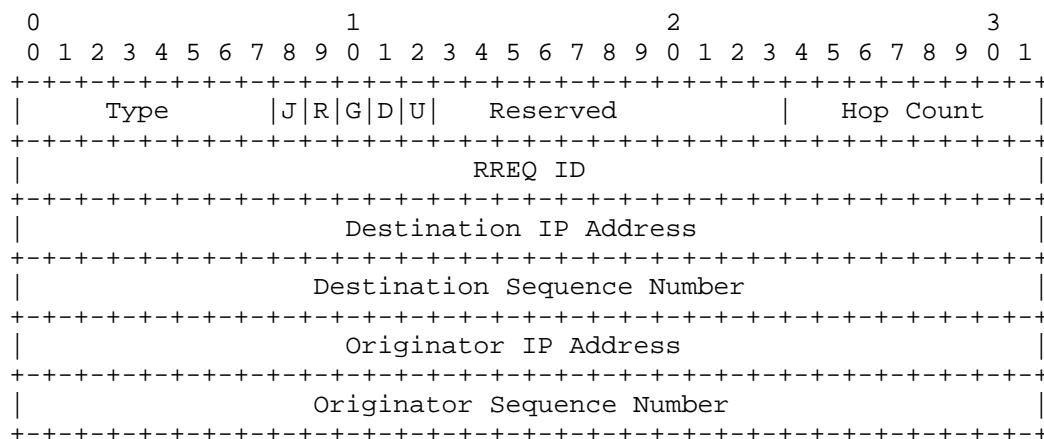 0                   1                   2                   3
 0 1 2 3 4 5 6 7 8 9 0 1 2 3 4 5 6 7 8 9 0 1 2 3 4 5 6 7 8 9 0 1
+-+-+-+-+-+-+-+-+-+-+-+-+-+-+-+-+-+-+-+-+-+-+-+-+-+-+-+-+-+-+-+-+
|     Type      |J|R|G|D|U|   Reserved          |   Hop Count   |
+-+-+-+-+-+-+-+-+-+-+-+-+-+-+-+-+-+-+-+-+-+-+-+-+-+-+-+-+-+-+-+-+
|                            RREQ ID                            |
+-+-+-+-+-+-+-+-+-+-+-+-+-+-+-+-+-+-+-+-+-+-+-+-+-+-+-+-+-+-+-+-+
|                    Destination IP Address                     |
+-+-+-+-+-+-+-+-+-+-+-+-+-+-+-+-+-+-+-+-+-+-+-+-+-+-+-+-+-+-+-+-+
|                  Destination Sequence Number                  |
+-+-+-+-+-+-+-+-+-+-+-+-+-+-+-+-+-+-+-+-+-+-+-+-+-+-+-+-+-+-+-+-+
|                    Originator IP Address                      |
+-+-+-+-+-+-+-+-+-+-+-+-+-+-+-+-+-+-+-+-+-+-+-+-+-+-+-+-+-+-+-+-+
|                  Originator Sequence Number                   |
+-+-+-+-+-+-+-+-+-+-+-+-+-+-+-+-+-+-+-+-+-+-+-+-+-+-+-+-+-+-+-+-+